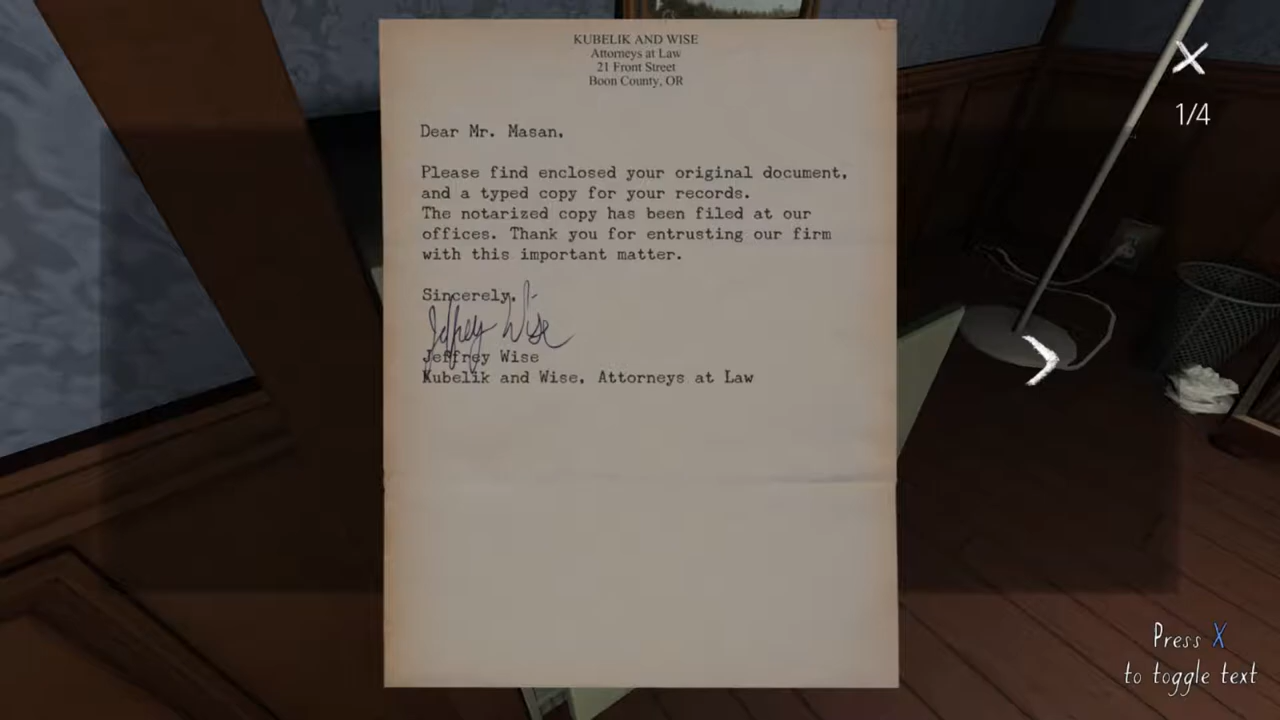 KUBELIK AND WISE
Attorneys at Law
21 Front Street
Boon County, OR
Dear Mr. Masan,
Please find enclosed your original document,
and a typed copy for your records.
The notarized copy has been filed at our
offices. Thank you for entrusting our firm
with this important matter.
Sincerely,
Jeffrey Wise
Jeffrey Wise
Kubelik and Wise, Attorneys at Law
1/4
Press X
to toggle text